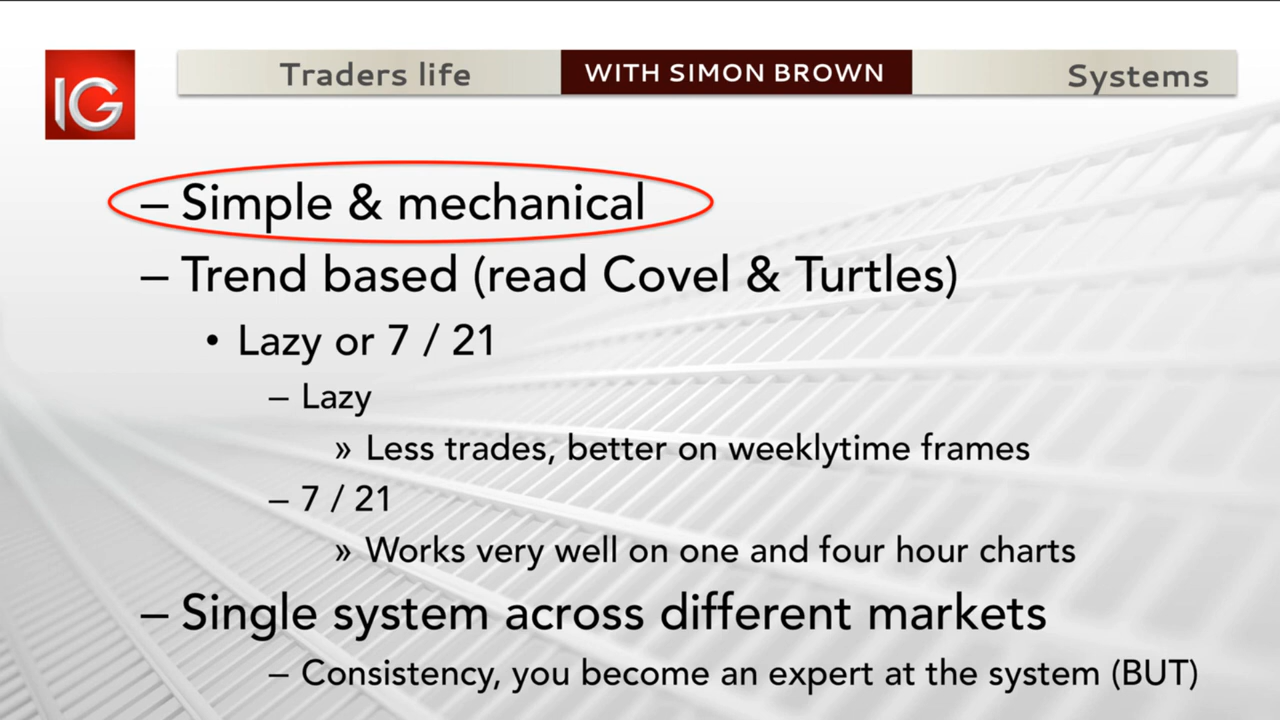 IG
Traders life
WITH SIMON BROWN
Systems
– Simple & mechanical
– Trend based (read Covel & Turtles)
• Lazy or 7 / 21
– Lazy
» Less trades, better on weeklytime frames
– 7 / 21
» Works very well on one and four hour charts
– Single system across different markets
– Consistency, you become an expert at the system (BUT)